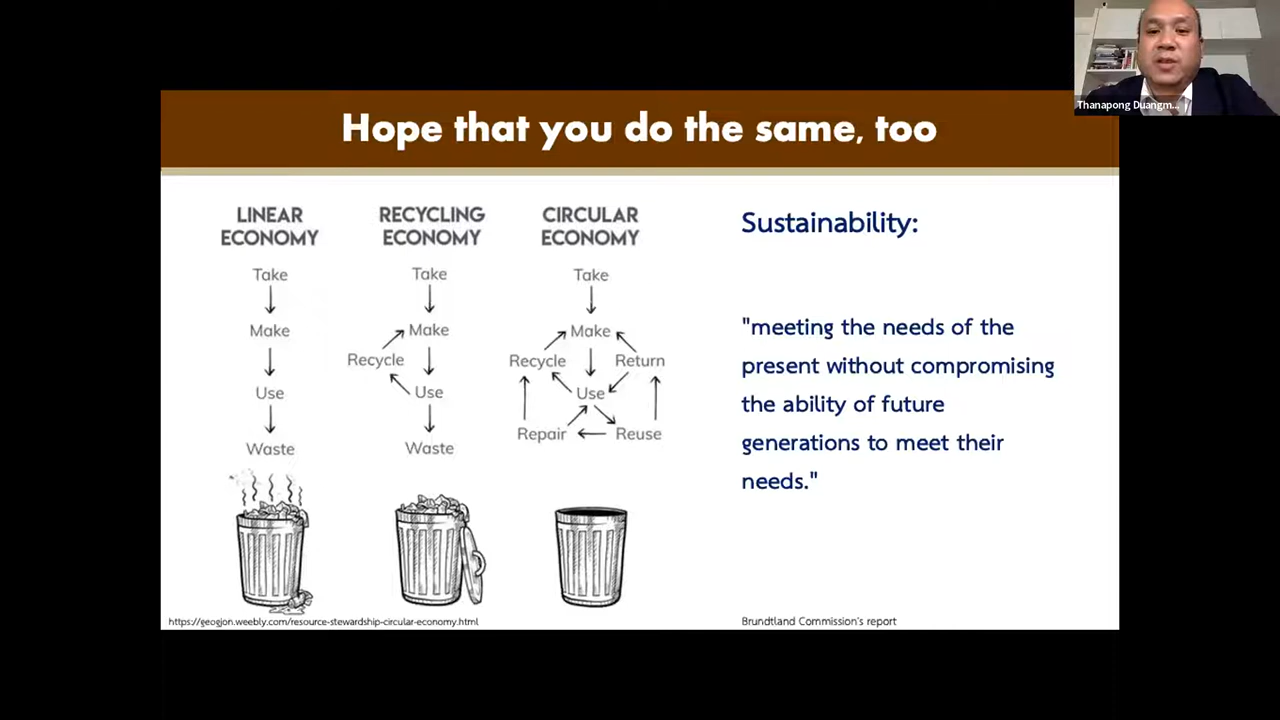 Thanapong Duangm...
Hope that you do the same, too
LINEAR
ECONOMY
Take
Make
Use
Waste
RECYCLING
ECONOMY
Take
Make
Recycle
Use
Waste
CIRCULAR
ECONOMY
Take
Make
Recycle
Return
Use
Repair
Reuse
Sustainability:
"meeting the needs of the
present without compromising
the ability of future
generations to meet their
needs."
https://geogjon.weebly.com/resource-stewardship-circular-economy.html
Brundtland Commission's report